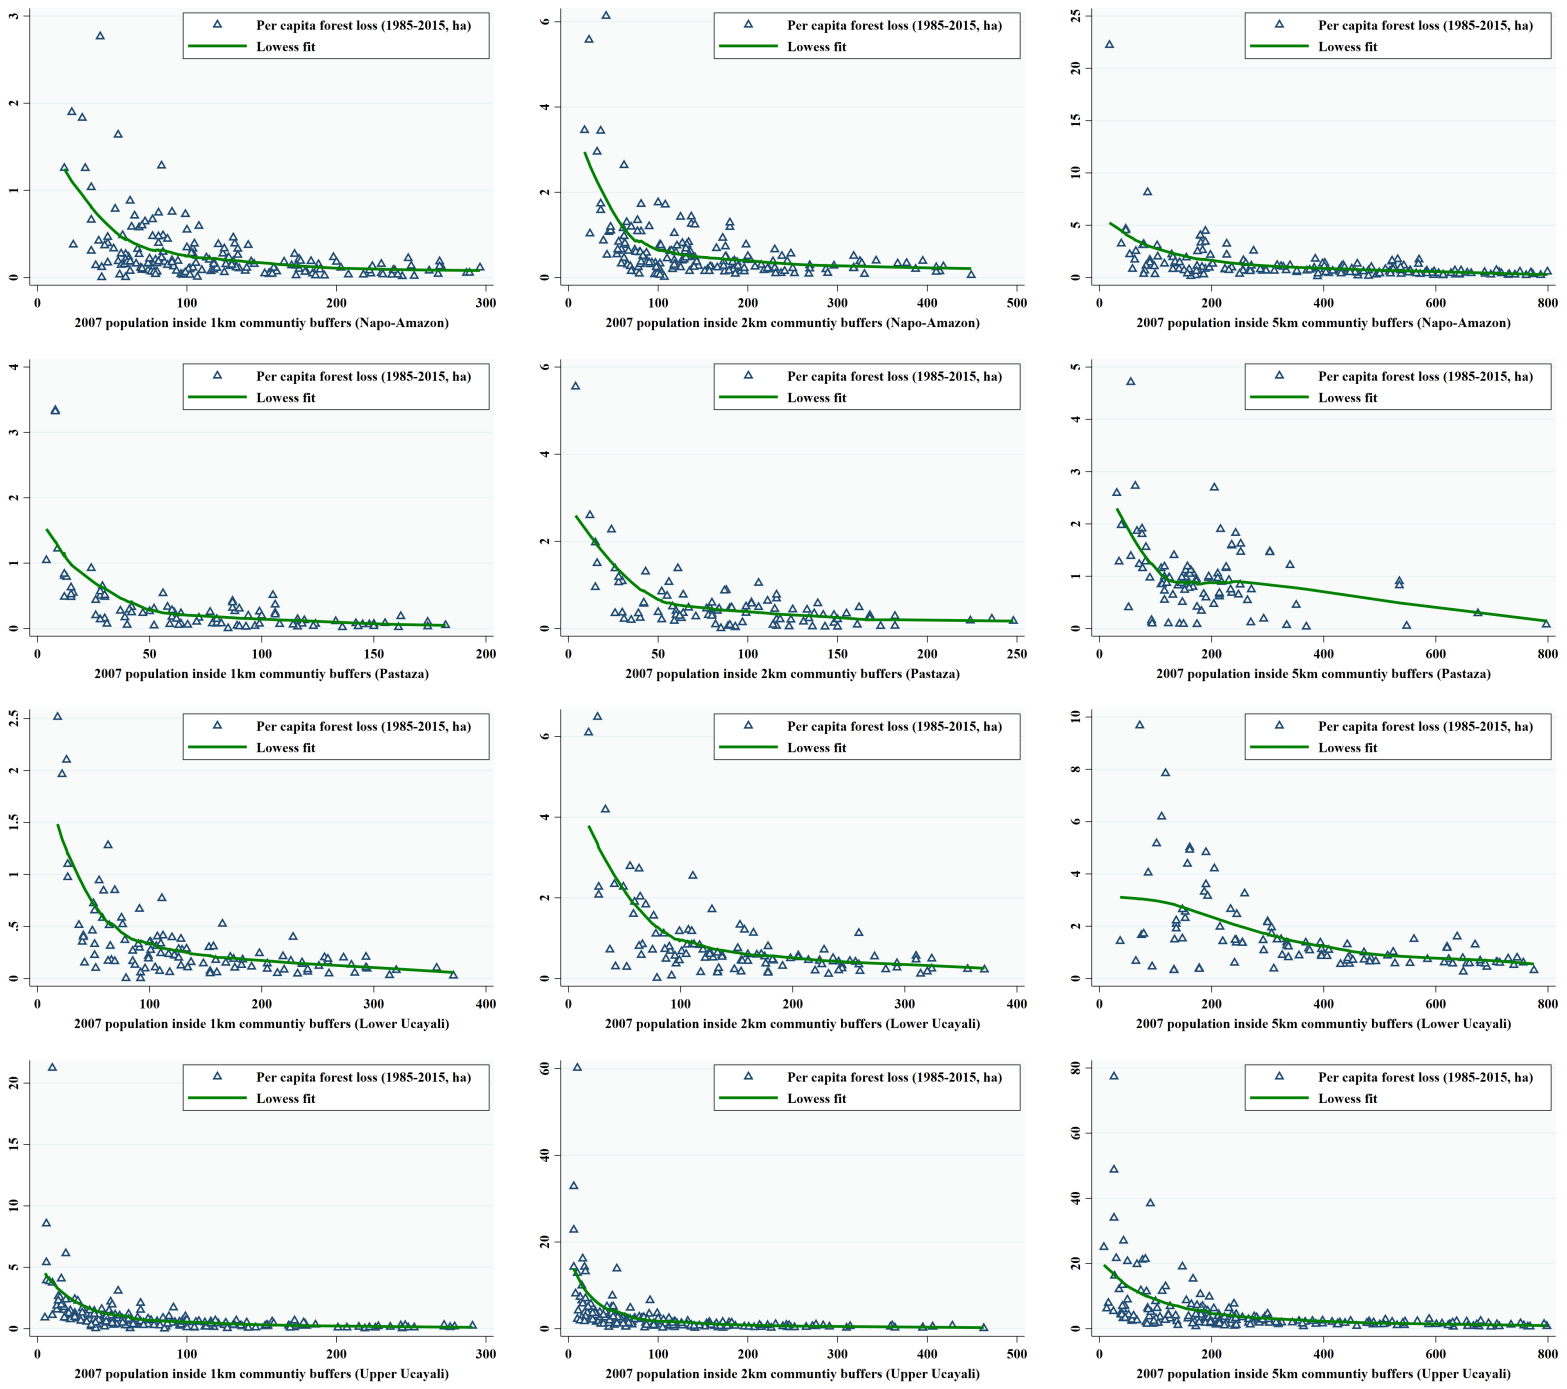 Per capita forest loss (1985-2015, ha)
Lowess fit
0 1 2 3
0 100 200 300
2007 population inside 1km communtiy buffers (Napo-Amazon)
Per capita forest loss (1985-2015, ha)
Lowess fit
0 2 4 6
0 100 200 300 400 500
2007 population inside 2km communtiy buffers (Napo-Amazon)
Per capita forest loss (1985-2015, ha)
Lowess fit
0 5 10 15 20 25
0 200 400 600 800
2007 population inside 5km communtiy buffers (Napo-Amazon)
Per capita forest loss (1985-2015, ha)
Lowess fit
0 1 2 3 4
0 50 100 150 200
2007 population inside 1km communtiy buffers (Pastaza)
Per capita forest loss (1985-2015, ha)
Lowess fit
0 2 4 6
0 50 100 150 200 250
2007 population inside 2km communtiy buffers (Pastaza)
Per capita forest loss (1985-2015, ha)
Lowess fit
0 1 2 3 4 5
0 200 400 600 800
2007 population inside 5km communtiy buffers (Pastaza)
Per capita forest loss (1985-2015, ha)
Lowess fit
0 .5 1 1.5 2 2.5
0 100 200 300 400
2007 population inside 1km communtiy buffers (Lower Ucayali)
Per capita forest loss (1985-2015, ha)
Lowess fit
0 2 4 6
0 100 200 300 400
2007 population inside 2km communtiy buffers (Lower Ucayali)
Per capita forest loss (1985-2015, ha)
Lowess fit
0 2 4 6 8 10
0 200 400 600 800
2007 population inside 5km communtiy buffers (Lower Ucayali)
Per capita forest loss (1985-2015, ha)
Lowess fit
0 5 10 15 20
0 100 200 300
2007 population inside 1km communtiy buffers (Upper Ucayali)
Per capita forest loss (1985-2015, ha)
Lowess fit
0 20 40 60
0 100 200 300 400 500
2007 population inside 2km communtiy buffers (Upper Ucayali)
Per capita forest loss (1985-2015, ha)
Lowess fit
0 20 40 60 80
0 200 400 600 800
2007 population inside 5km communtiy buffers (Upper Ucayali)